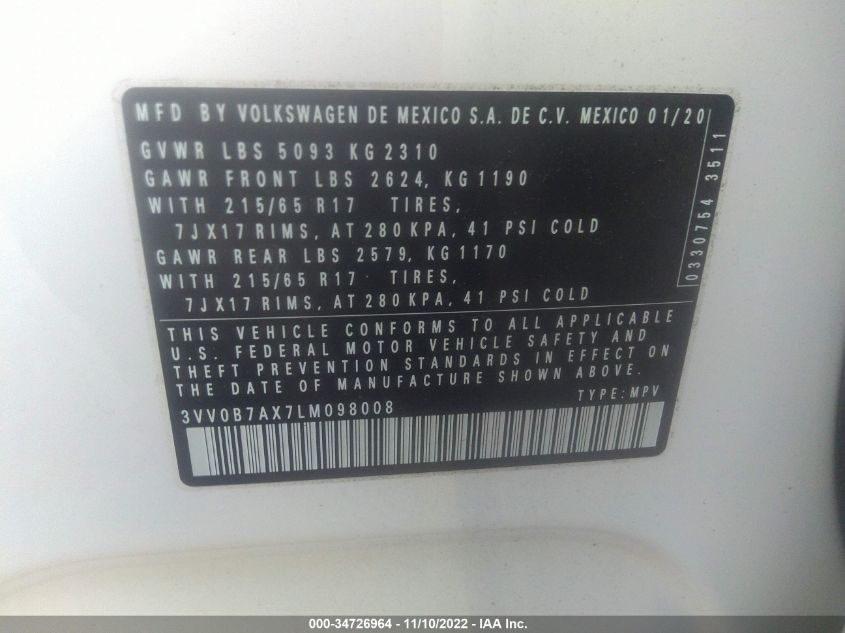 MFD BY VOLKSWAGEN DE MEXICO S.A. DE C.V. MEXICO 01/20
GVWR LBS 5093 KG 2310
GAWR FRONT LBS 2624, KG 1190
WITH 215/65 R17 TIRES,
7JX17 RIMS, AT 280 KPA, 41 PSI COLD
GAWR REAR LBS 2579, KG 1170
WITH 215/65 R17 TIRES,
7JX17 RIMS, AT 280 KPA, 41 PSI COLD
0330754 3511
THIS VEHICLE CONFORMS TO ALL APPLICABLE
U.S. FEDERAL MOTOR VEHICLE SAFETY AND
THEFT PREVENTION STANDARDS IN EFFECT ON
THE DATE OF MANUFACTURE SHOWN ABOVE.
3VV0B7AX7LM098008 TYPE: MPV
000-34726964 - 11/10/2022 - IAA Inc.